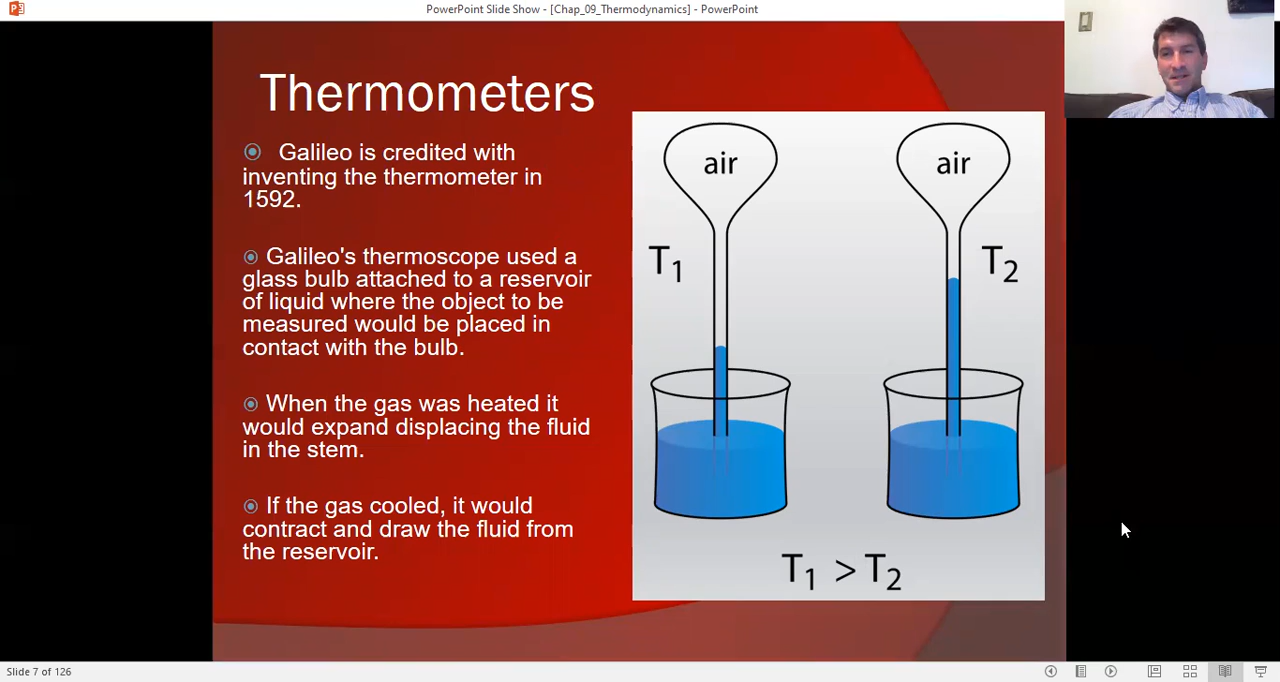 PowerPoint Slide Show - [Chap_09_Thermodynamics] - PowerPoint
Thermometers
Galileo is credited with
inventing the thermometer in
1592.
Galileo's thermoscope used a
glass bulb attached to a reservoir
of liquid where the object to be
measured would be placed in
contact with the bulb.
When the gas was heated it
would expand displacing the fluid
in the stem.
If the gas cooled, it would
contract and draw the fluid from
the reservoir.
air
air
T1
T2
T1 > T2
Slide 7 of 126